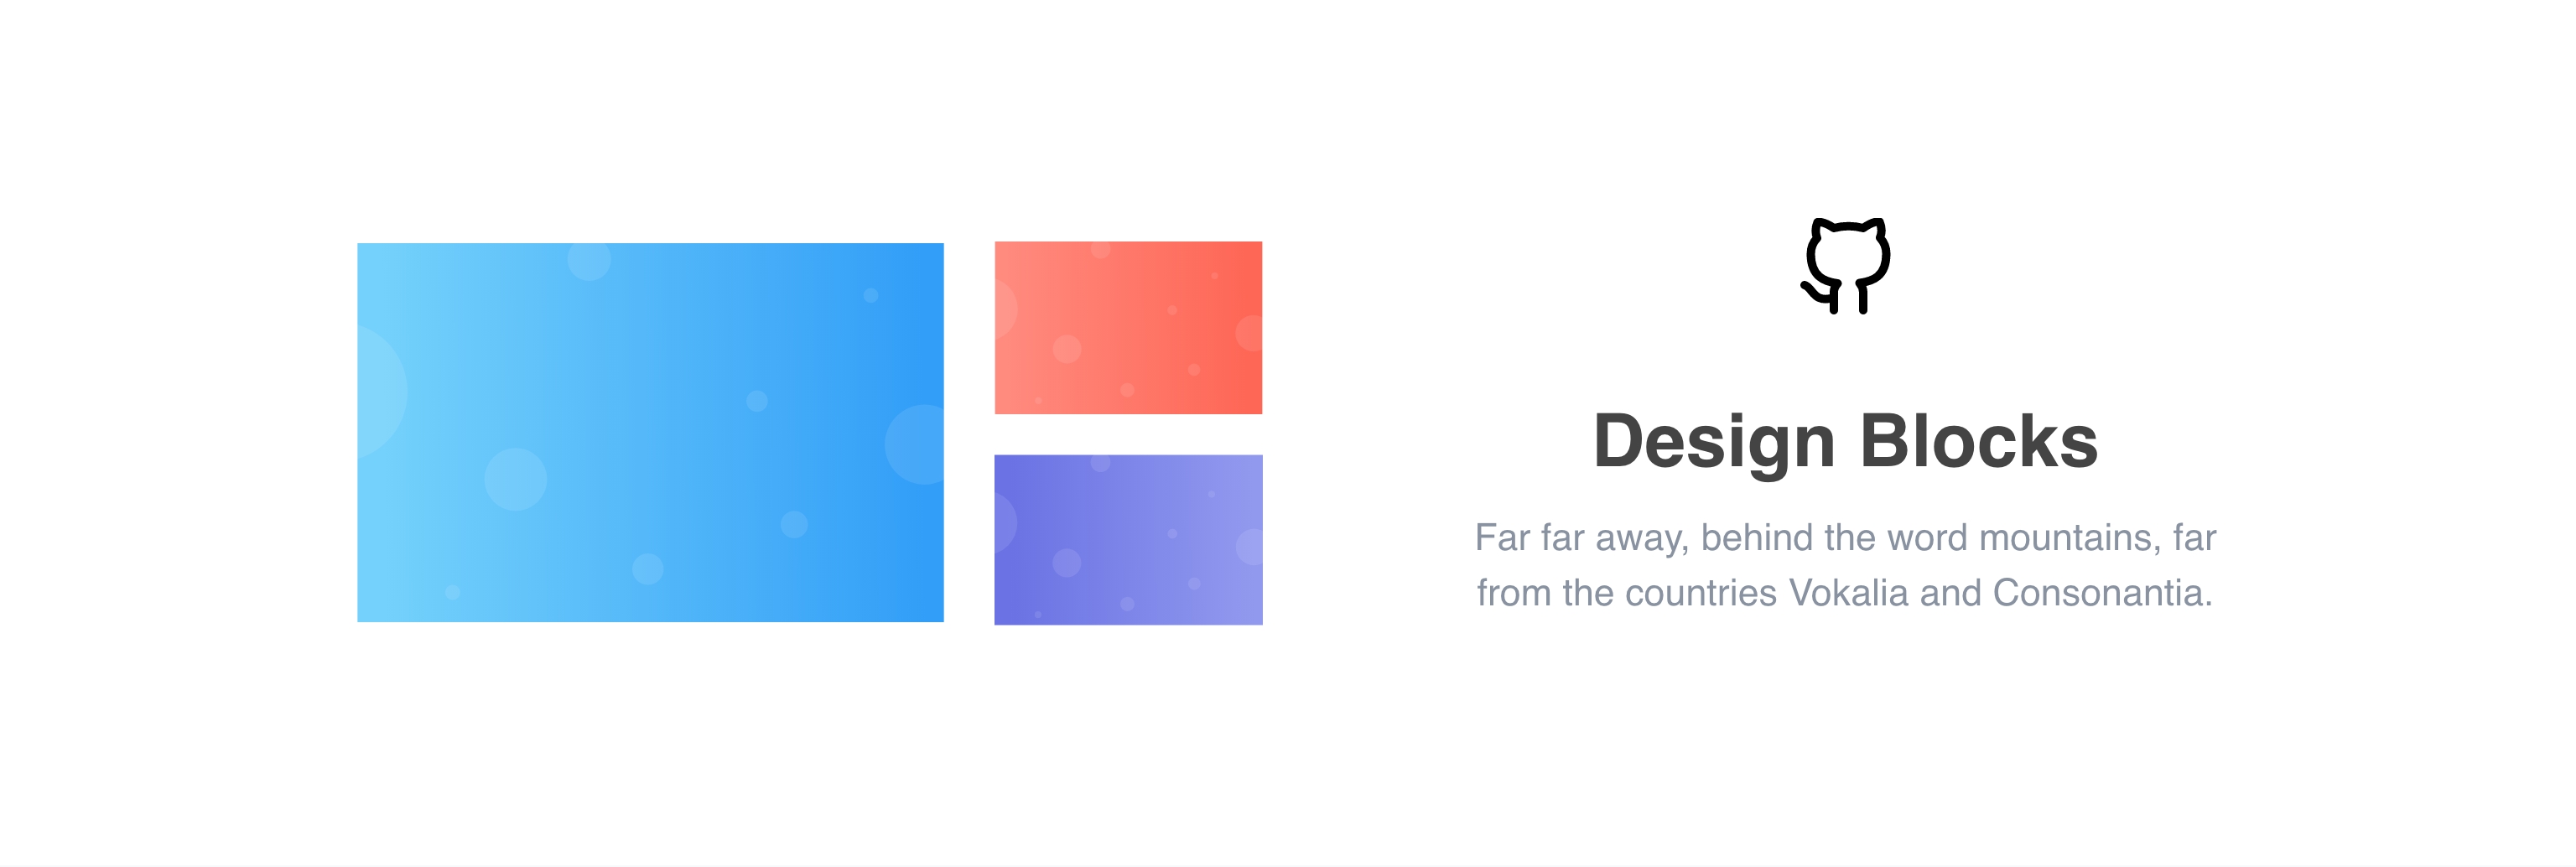 Design Blocks
Far far away, behind the word mountains, far
from the countries Vokalia and Consonantia.